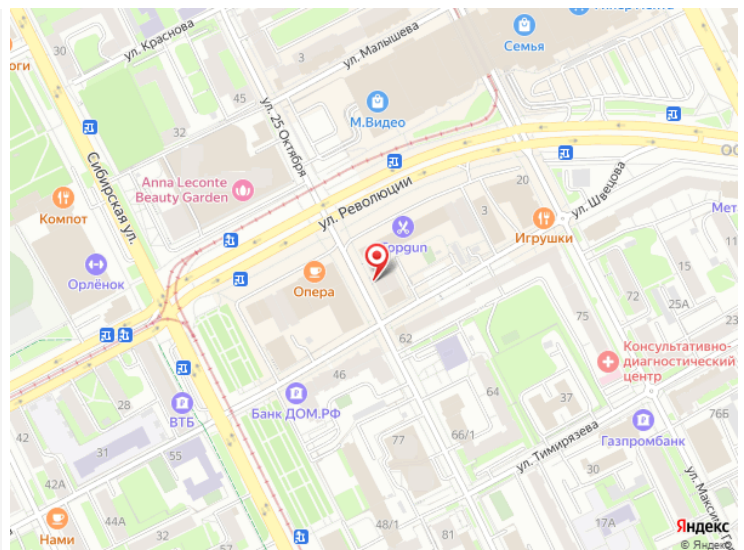 ул. Краснова
30
45
32
3
ул. Малышева
Семья
М.Видео
ул. 25 Октября
Сибирская ул.
Anna Leconte
Beauty Garden
Компот
Орлёнок
ул. Революции
20
3
ул. Швецова
Игрушки
Topgun
Опера
72
25А
75
62
46
Консультативно-
диагностический
центр
28
ВТБ
Банк ДОМ.РФ
64
37
76Б
Газпромбанк
42
31
55
77
66/1
ул. Тимирязева
30
44А
Нами
42
48/1
81
17А
Яндекс
© Яндекс